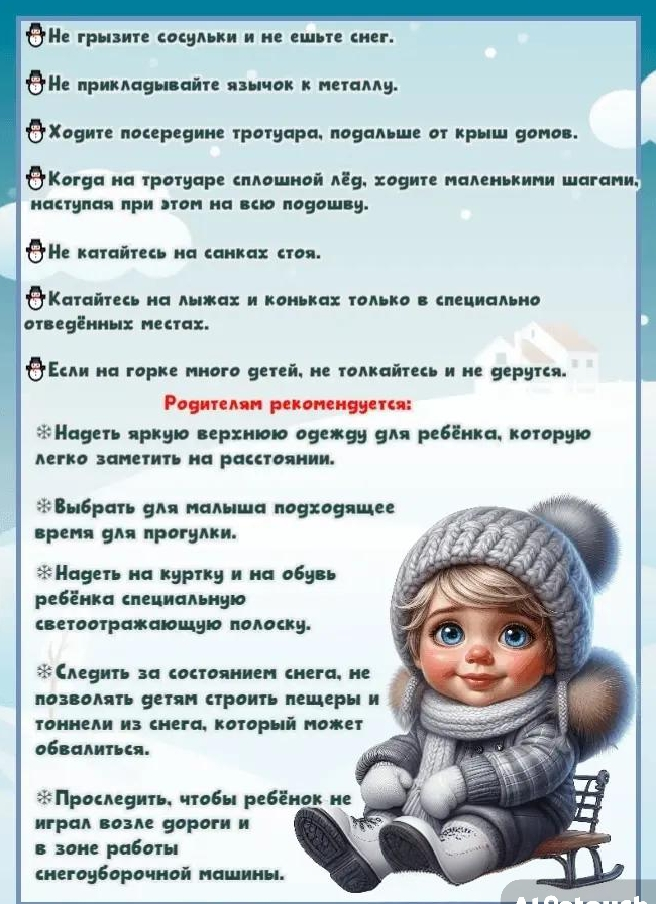 Не грызите сосульки и не ешьте снег.
Не прикладывайте язычок к металлу.
Ходите посередине тротуара, подальше от крыш домов.
Когда на тротуаре сплошной лёд, ходите маленькими шагами,
наступая при этом на всю подошву.
Не катайтесь на санках стоя.
Катайтесь на лыжах и коньках только в специально
отведённых местах.
Если на горке много детей, не толкайтесь и не дерутся.
Родителям рекомендуется:
Надеть яркую верхнюю одежду для ребёнка, которую
легко заметить на расстоянии.
Выбрать для малыша подходящее
время для прогулки.
Надеть на куртку и на обувь
ребёнка специальную
светоотражающую полоску.
Следить за состоянием снега, не
позволять детям строить пещеры и
тоннели из снега, который может
обвалиться.
Проследить, чтобы ребёнок не
играл возле дороги и
в зоне работы
снегоуборочной машины.